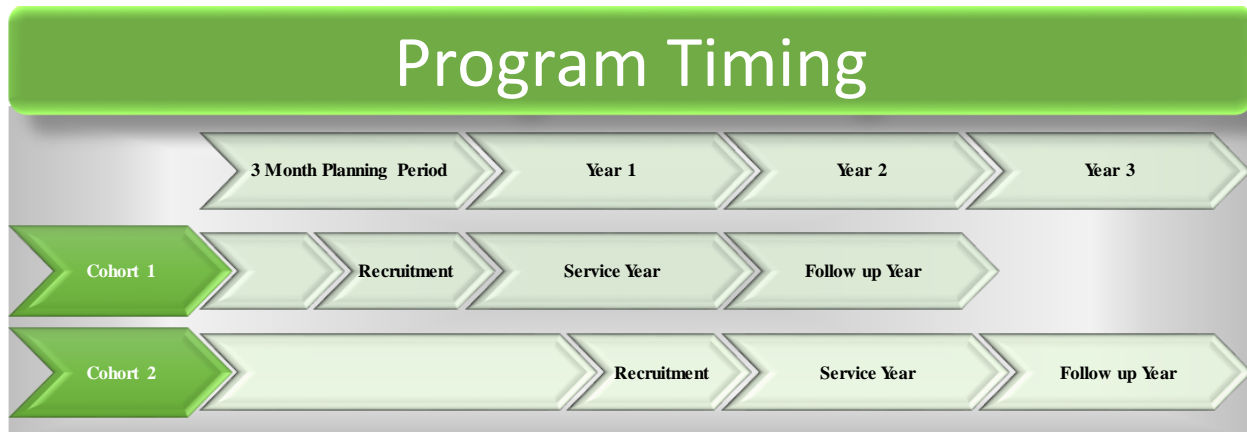 Program Timing
3 Month Planning Period
Year 1
Year 2
Year 3
Cohort 1
Recruitment
Service Year
Follow up Year
Cohort 2
Recruitment
Service Year
Follow up Year